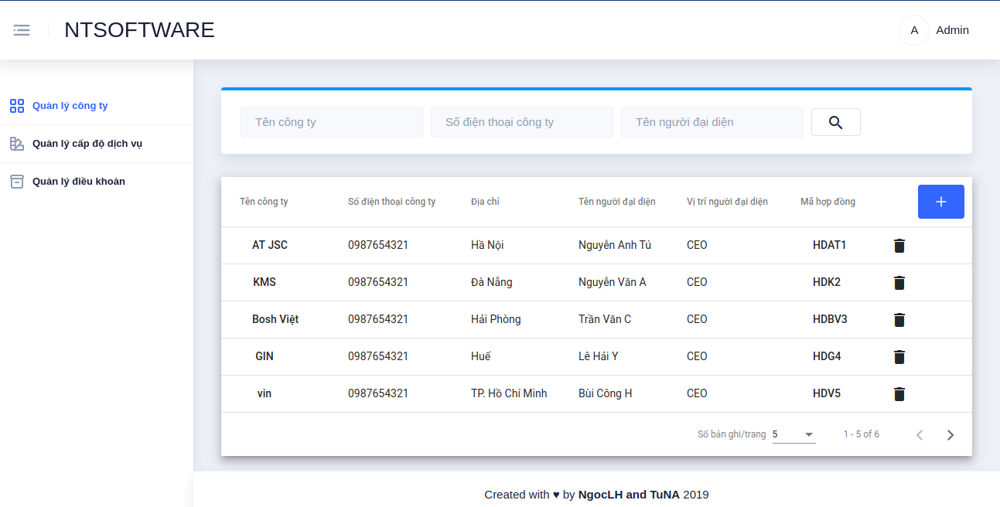 NTSOFTWARE
A Admin
Quản lý công ty
Quản lý cấp độ dịch vụ
Quản lý điều khoản
Tên công ty Số điện thoại công ty Tên người đại diện
Tên công ty Số điện thoại công ty Địa chỉ Tên người đại diện Vị trí người đại diện Mã hợp đồng +
AT JSC 0987654321 Hà Nội Nguyễn Anh Tú CEO HDAT1
KMS 0987654321 Đà Nẵng Nguyễn Văn A CEO HDK2
Bosh Việt 0987654321 Hải Phòng Trần Văn C CEO HDBV3
GIN 0987654321 Huế Lê Hải Y CEO HDG4
vin 0987654321 TP. Hồ Chí Minh Bùi Công H CEO HDV5
Số bản ghi/trang 5 1 - 5 of 6
Created with ♥ by NgocLH and TuNA 2019